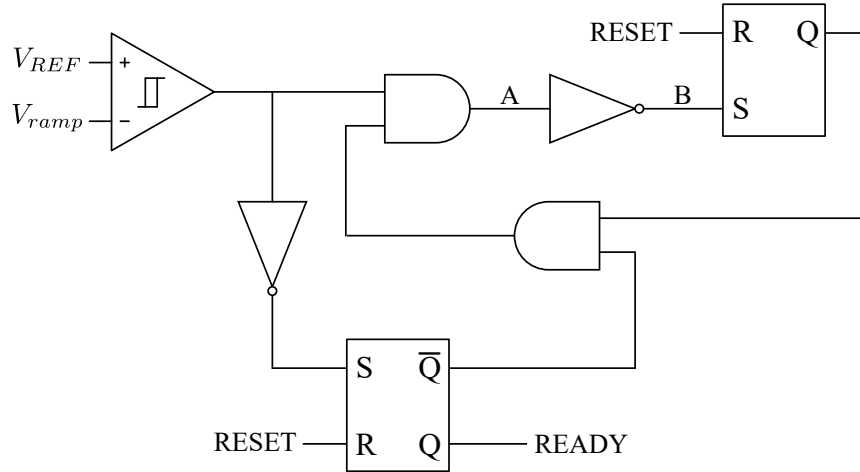 RESET R Q
V_REF +
A B
V_ramp − S
S Q̅
RESET R Q READY